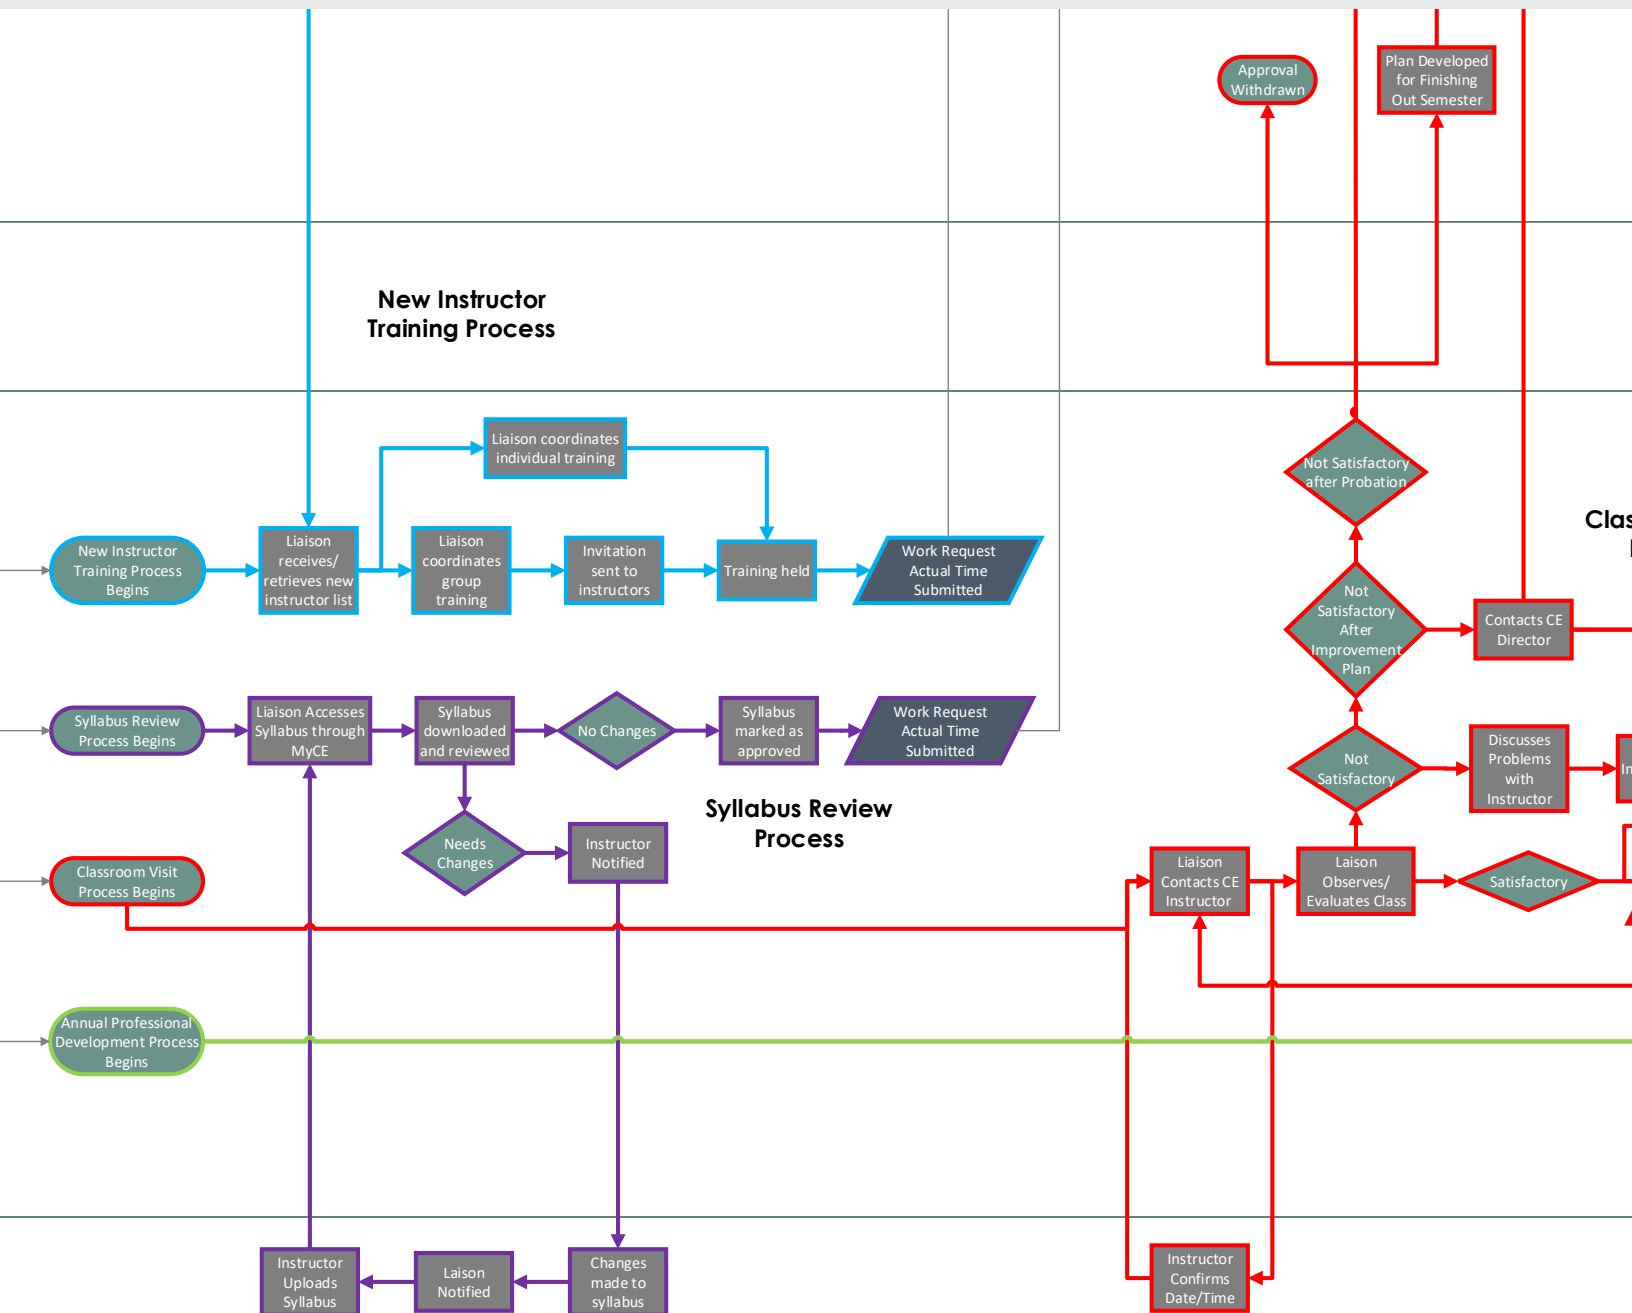 Approval
Withdrawn
Plan Developed
for Finishing
Out Semester
New Instructor
Training Process
Liaison coordinates
individual training
New Instructor
Training Process
Begins
Liaison
receives/
retrieves new
instructor list
Liaison
coordinates
group
training
Invitation
sent to
instructors
Training held
Work Request
Actual Time
Submitted
Not Satisfactory
after Probation
Not
Satisfactory
After
Improvement
Plan
Contacts CE
Director
Syllabus Review
Process Begins
Liaison Accesses
Syllabus through
MyCE
Syllabus
downloaded
and reviewed
No Changes
Syllabus
marked as
approved
Work Request
Actual Time
Submitted
Not
Satisfactory
Discusses
Problems
with
Instructor
Syllabus Review
Process
Needs
Changes
Instructor
Notified
Classroom Visit
Process Begins
Liaison
Contacts CE
Instructor
Laison
Observes/
Evaluates Class
Satisfactory
Annual Professional
Development Process
Begins
Instructor
Uploads
Syllabus
Laison
Notified
Changes
made to
syllabus
Instructor
Confirms
Date/Time